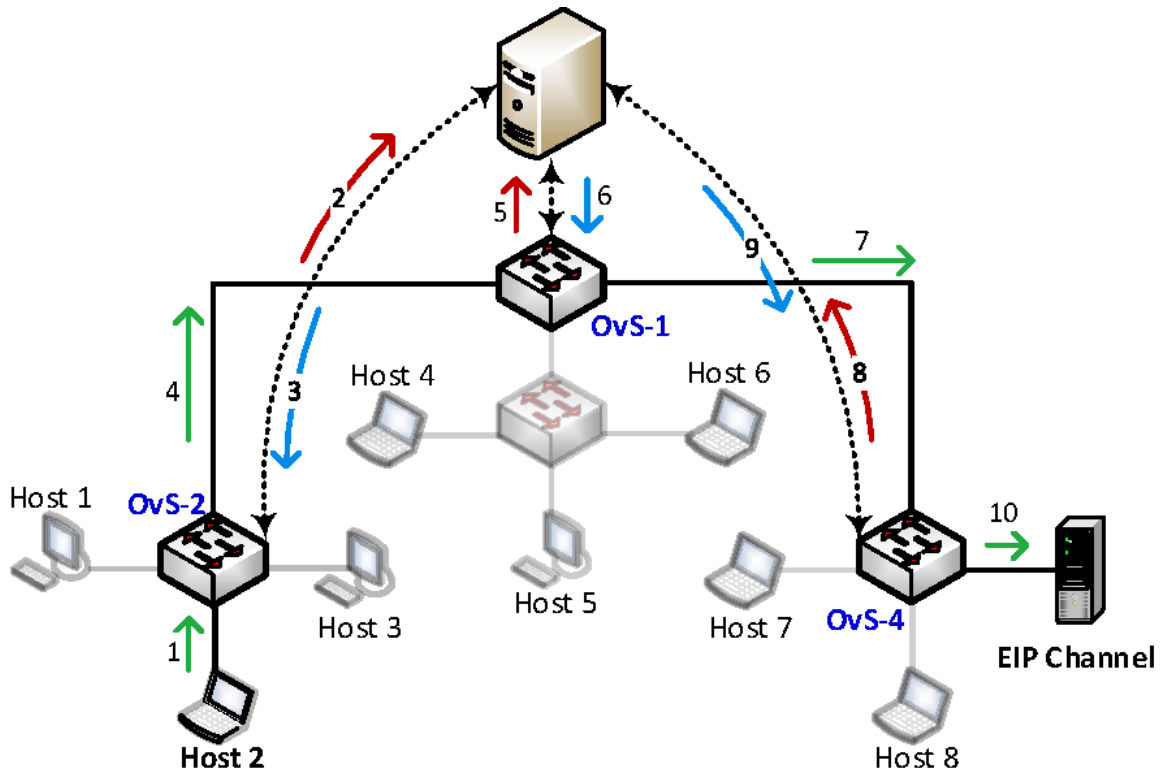 2
5
6
7
9
OvS-1
4
3
8
Host 4
Host 6
Host 1
OvS-2
10
Host 5
Host 3
Host 7
OvS-4
1
EIP Channel
Host 2
Host 8